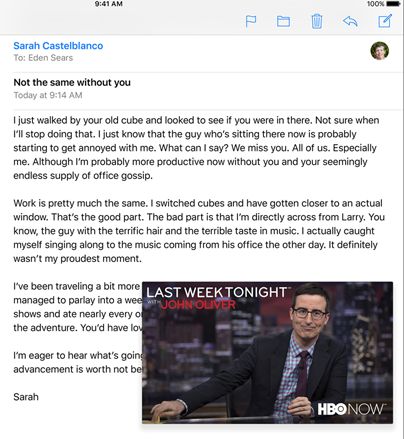 9:41 AM
100%
Sarah Castelblanco
To: Eden Sears
Not the same without you
Today at 9:14 AM
I just walked by your old cube and looked to see if you were in there. Not sure when
I'll stop doing that. I just know that the guy who's sitting there now is probably
starting to get annoyed with me. What can I say? We miss you. All of us. Especially
me. Although I'm probably more productive now without you and your seemingly
endless supply of office gossip.
Work is pretty much the same. I switched cubes and have gotten closer to an actual
window. That's the good part. The bad part is that I'm directly across from Larry. You
know, the guy with the terrific hair and the terrible taste in music. I actually caught
myself singing along to the music coming from his office the other day. It definitely
wasn't my proudest moment.
I've been traveling a bit more
managed to parlay into a wee
shows and ate nearly every o
the adventure. You'd have lov
I'm eager to hear what's going
advancement is worth not be
Sarah
LAST WEEK TONIGHT
WITH JOHN OLIVER
HBO NOW